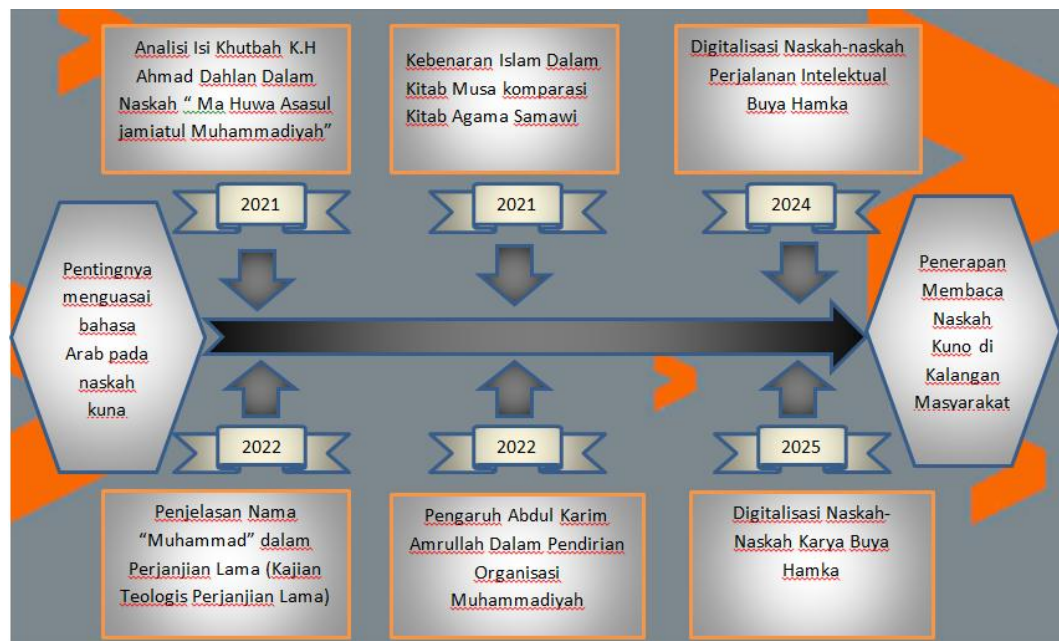 Analisi Isi Khutbah K.H
Ahmad Dahlan Dalam
Naskah “ Ma Huwa Asasul
jamiatul Muhammadiyah”
Kebenaran Islam Dalam
Kitab Musa komparasi
Kitab Agama Samawi
Digitalisasi Naskah-naskah
Perjalanan Intelektual
Buya Hamka
2021
2021
2024
Pentingnya
menguasai
bahasa
Arab pada
naskah
kuna
Penerapan
Membaca
Naskah
Kuno di
Kalangan
Masyarakat
2022
2022
2025
Penjelasan Nama
“Muhammad” dalam
Perjanjian Lama (Kajian
Teologis Perjanjian Lama)
Pengaruh Abdul Karim
Amrullah Dalam Pendirian
Organisasi
Muhammadiyah
Digitalisasi Naskah-
Naskah Karya Buya
Hamka